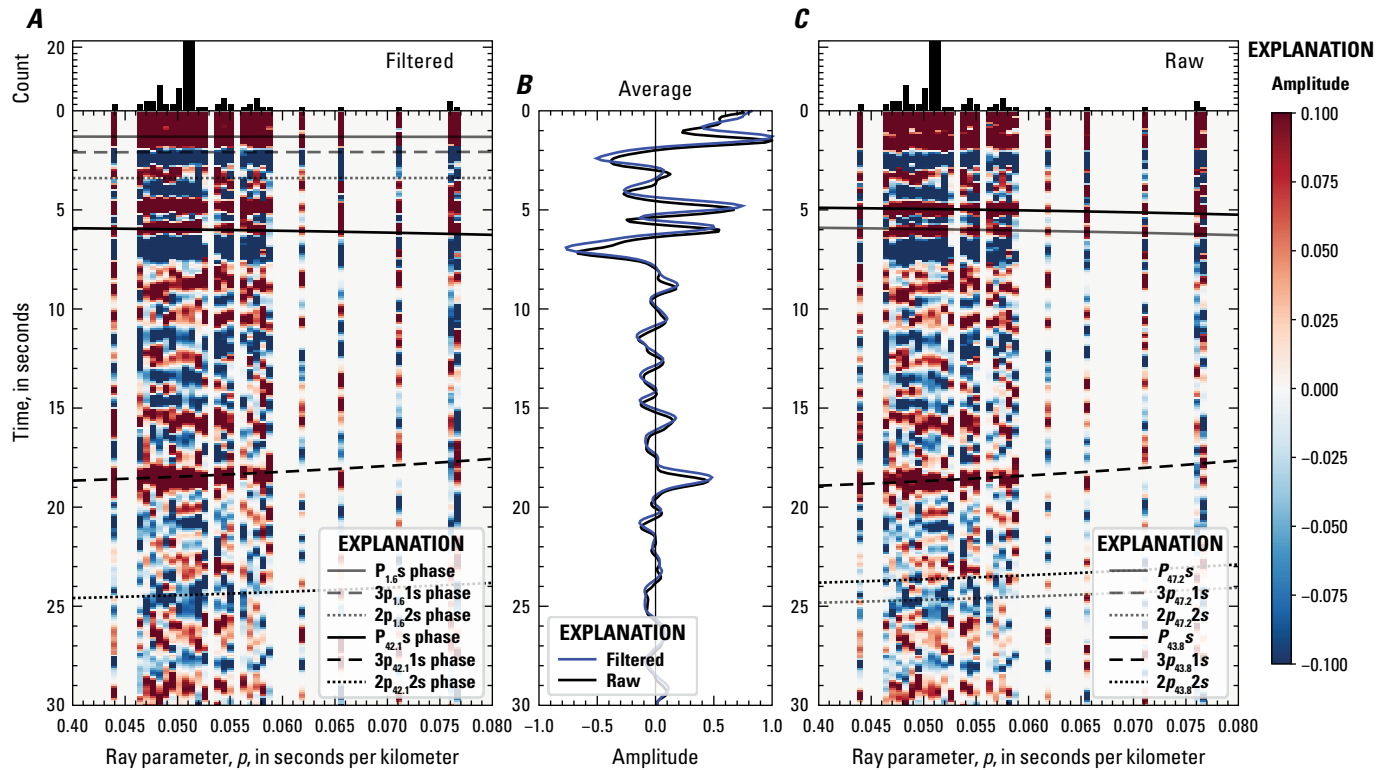 A
Filtered
Count
20
0
0
5
10
15
20
25
30
Time, in seconds
0.40 0.045 0.050 0.055 0.060 0.065 0.071 0.078 0.080
Ray parameter, p, in seconds per kilometer
EXPLANATION
P1.6s phase
3p1.61s phase
2p1.62s phase
P42.1s phase
3p42.11s phase
2p42.12s phase
B
Average
0
5
10
15
19
23
25
30
−1.0 −0.5 0.0 0.5 1.0
Amplitude
EXPLANATION
Filtered
Raw
C
Raw
20
0
0
5
10
15
20
25
30
0.40 0.045 0.050 0.055 0.060 0.065 0.071 0.078 0.080
Ray parameter, p, in seconds per kilometer
EXPLANATION
P47.2s
3p47.21s
2p47.22s
P43.8s
3p43.81s
2p43.82s
EXPLANATION
Amplitude
0.100
0.075
0.050
0.025
0.000
−0.025
−0.050
−0.075
−0.100